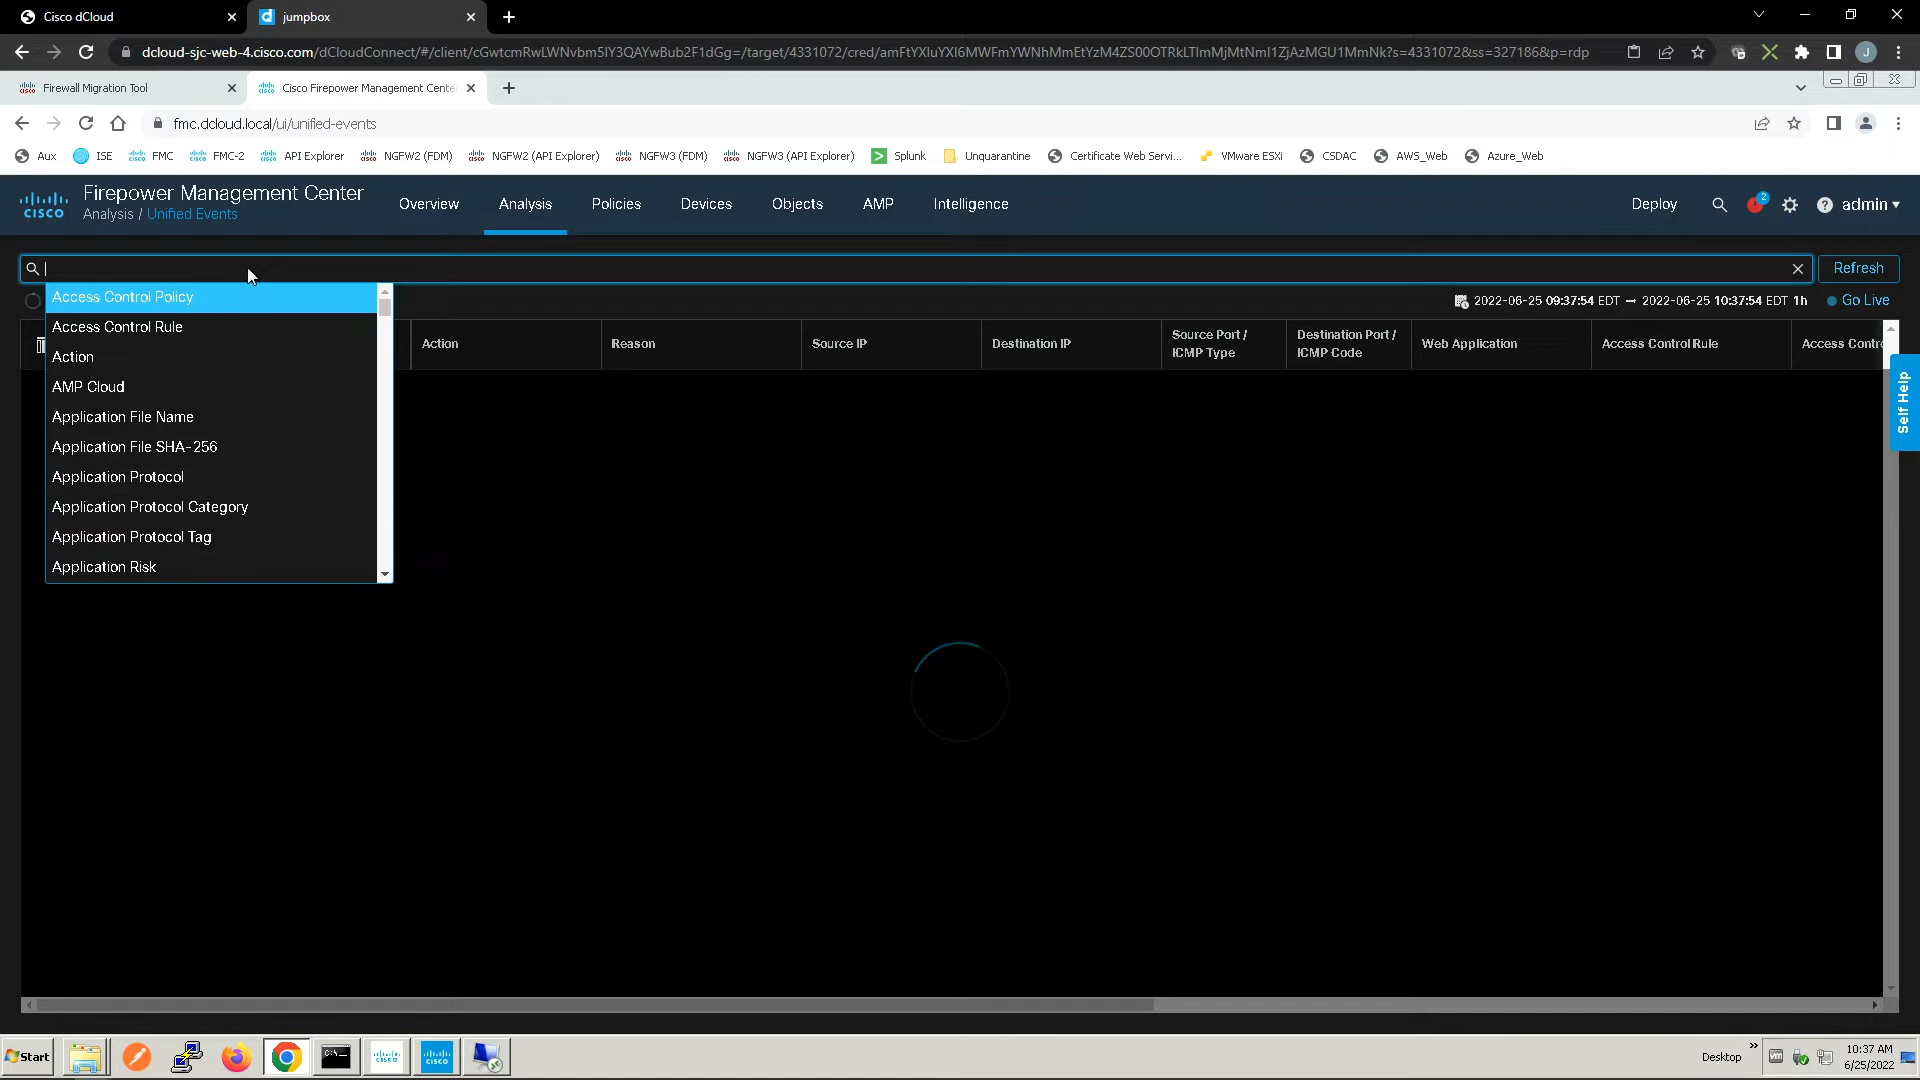 Cisco dCloud
jumpbox
dcloud-sjc-web-4.cisco.com/dCloudConnect/#/client/cGwtcmRwLWNvbm5lY3QAYwBub2F1dGg=/target/4331072/cred/amFtYXIuYXI6MWFmYWNhMmEtYzM4ZS00OTRkLTlmMjMtNmI1ZjAzMGU1MmNk?s=4331072&ss=327186&p=rdp
J
Firewall Migration Tool
Cisco Firepower Management Cente
fmc.dcloud.local/ui/unified-events
Aux
ISE
FMC
FMC-2
API Explorer
NGFW2 (FDM)
NGFW2 (API Explorer)
NGFW3 (FDM)
NGFW3 (API Explorer)
Splunk
Unquarantine
Certificate Web Servi...
VMware ESXi
CSDAC
AWS_Web
Azure_Web
CISCO
Firepower Management Center
Analysis / Unified Events
Overview
Analysis
Policies
Devices
Objects
AMP
Intelligence
Deploy
2
admin
Refresh
2022-06-25 09:37:54 EDT → 2022-06-25 10:37:54 EDT 1h
Go Live
Access Control Policy
Access Control Rule
Action
AMP Cloud
Application File Name
Application File SHA-256
Application Protocol
Application Protocol Category
Application Protocol Tag
Application Risk
Action
Reason
Source IP
Destination IP
Source Port /
ICMP Type
Destination Port /
ICMP Code
Web Application
Access Control Rule
Access Contro
Self Help
Start
Desktop
10:37 AM
6/25/2022